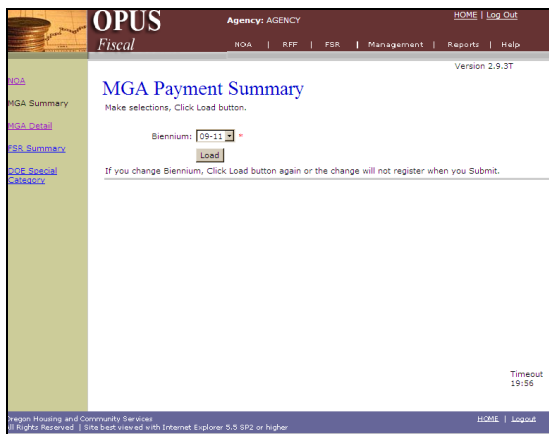 OPUS
Fiscal
Agency: AGENCY
HOME | Log Out
NOA | RFF | FSR | Management | Reports | Help
Version 2.9.3T
NOA
MGA Summary
MGA Detail
FSR Summary
DOE Special
Category
MGA Payment Summary
Make selections, Click Load button.
Biennium: 09-11 *
Load
If you change Biennium, Click Load button again or the change will not register when you Submit.
Timeout
19:56
Oregon Housing and Community Services
All Rights Reserved | Site best viewed with Internet Explorer 5.5 SP2 or higher
HOME | Logout